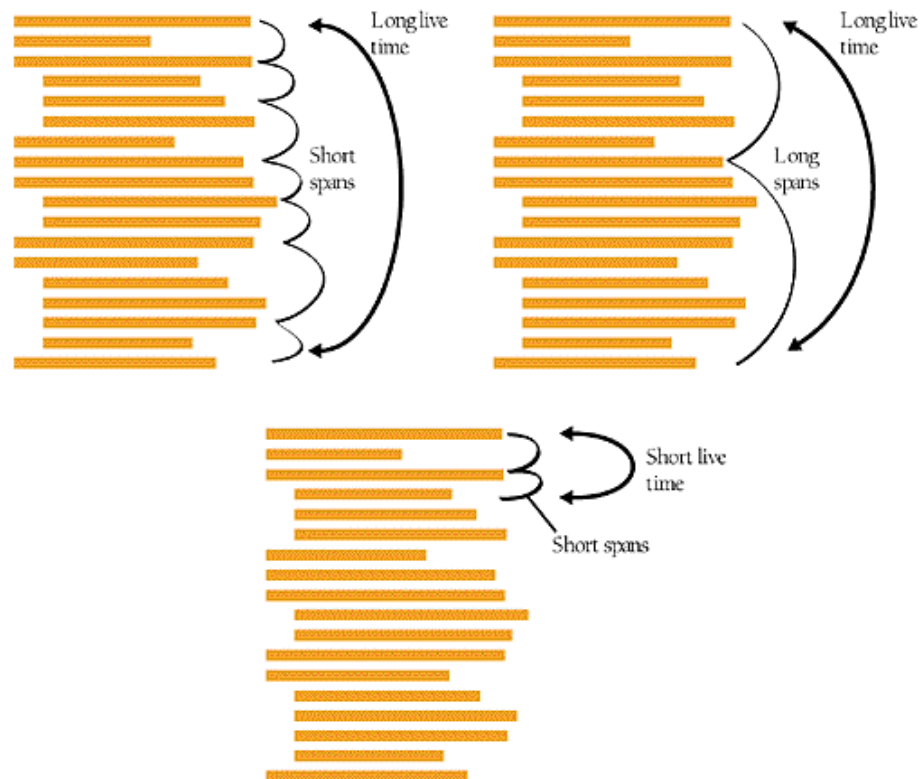 Long live
time
Short
spans
Long live
time
Long
spans
Short live
time
Short spans